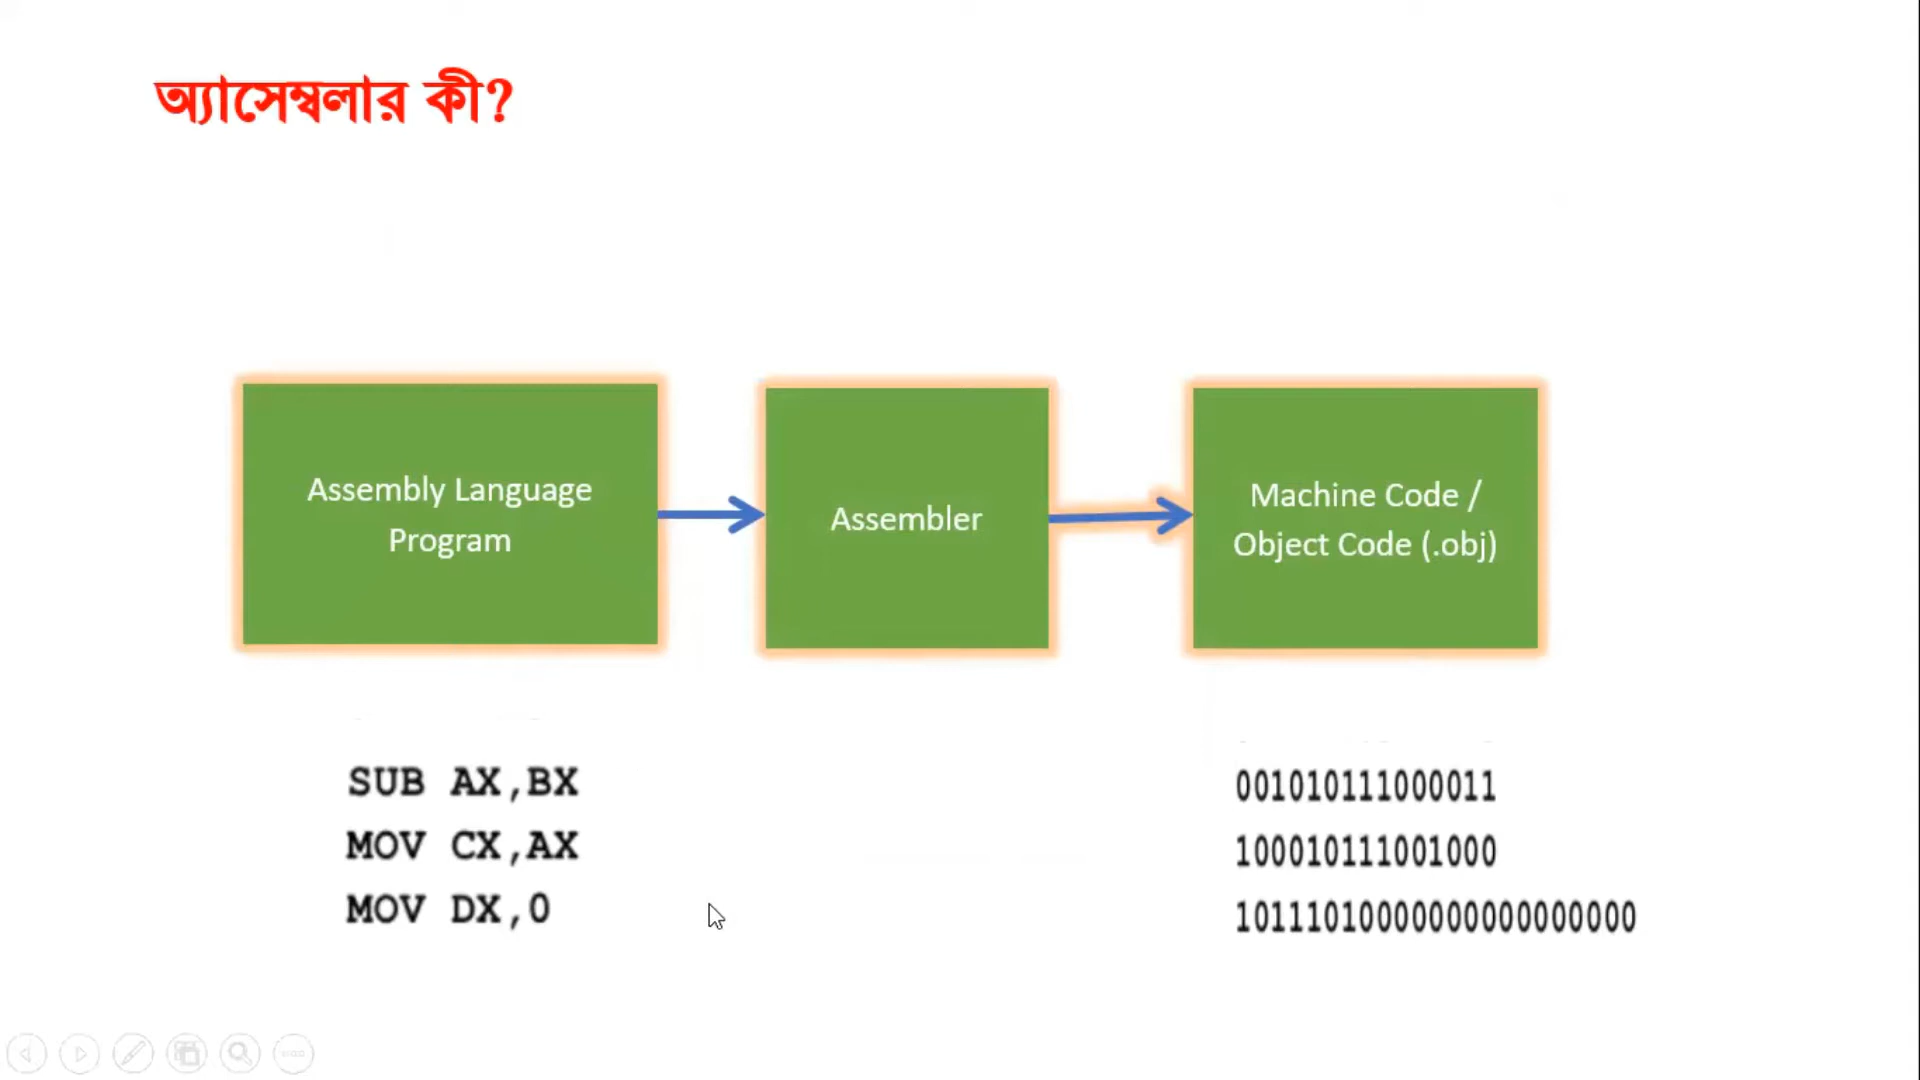 অ্যাসেম্বলার কী?
Assembly Language
Program
Assembler
Machine Code /
Object Code (.obj)
SUB AX,BX
MOV CX,AX
MOV DX,0
001010111000011
100010111001000
10111010000000000000000